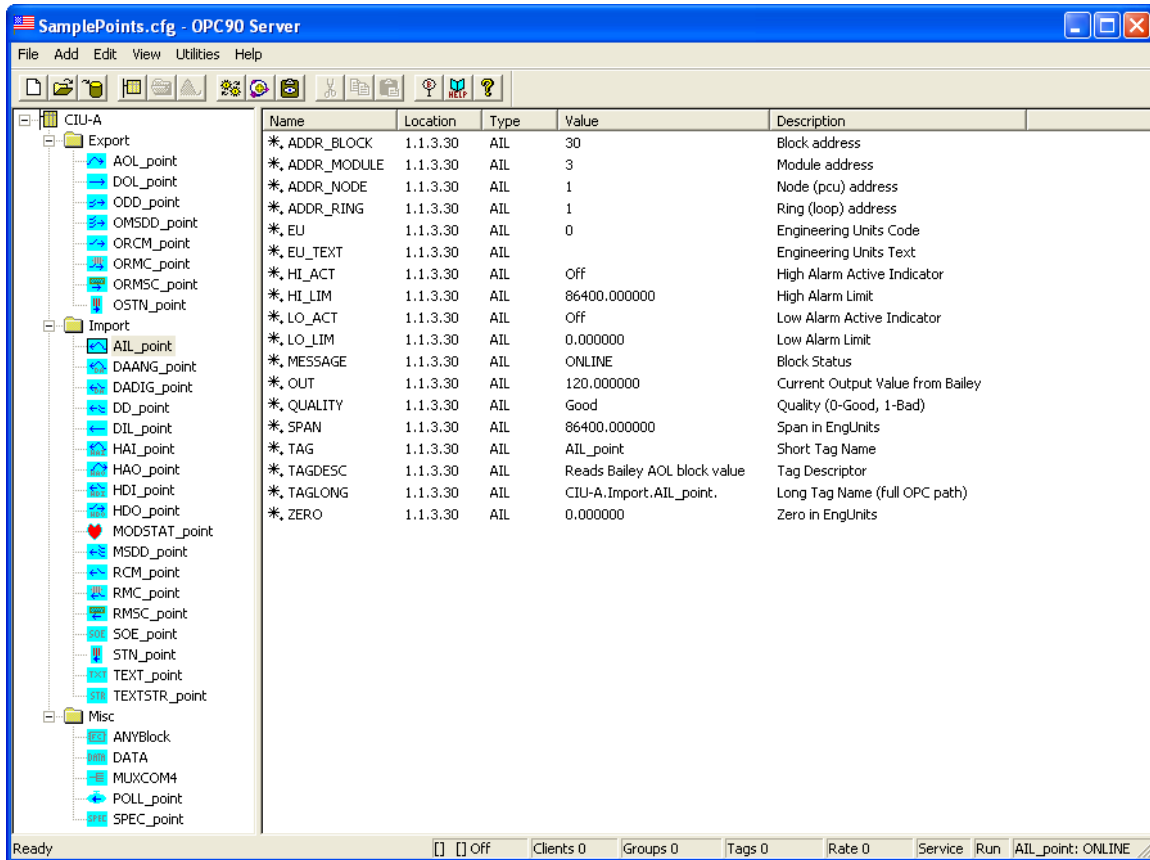 SamplePoints.cfg - OPC90 Server
File Add Edit View Utilities Help
HELP
CIU-A
Export
AOL_point
DOL_point
ODD_point
OMSDD_point
ORCM_point
ORMC_point
ORMSC_point
OSTN_point
Import
AIL_point
DAANG_point
DADIG_point
DD_point
DIL_point
HAI_point
HAO_point
HDI_point
HDO_point
MODSTAT_point
MSDD_point
RCM_point
RMC_point
RMSC_point
SOE SOE_point
STN_point
TXT TEXT_point
STR TEXTSTR_point
Misc
ANYBlock
DATA DATA
MUXCOM4
POLL_point
SPEC SPEC_point
Name Location Type Value Description
ADDR_BLOCK 1.1.3.30 AIL 30 Block address
ADDR_MODULE 1.1.3.30 AIL 3 Module address
ADDR_NODE 1.1.3.30 AIL 1 Node (pcu) address
ADDR_RING 1.1.3.30 AIL 1 Ring (loop) address
EU 1.1.3.30 AIL 0 Engineering Units Code
EU_TEXT 1.1.3.30 AIL Engineering Units Text
HI_ACT 1.1.3.30 AIL Off High Alarm Active Indicator
HI_LIM 1.1.3.30 AIL 86400.000000 High Alarm Limit
LO_ACT 1.1.3.30 AIL Off Low Alarm Active Indicator
LO_LIM 1.1.3.30 AIL 0.000000 Low Alarm Limit
MESSAGE 1.1.3.30 AIL ONLINE Block Status
OUT 1.1.3.30 AIL 120.000000 Current Output Value from Bailey
QUALITY 1.1.3.30 AIL Good Quality (0-Good, 1-Bad)
SPAN 1.1.3.30 AIL 86400.000000 Span in EngUnits
TAG 1.1.3.30 AIL AIL_point Short Tag Name
TAGDESC 1.1.3.30 AIL Reads Bailey AOL block value Tag Descriptor
TAGLONG 1.1.3.30 AIL CIU-A.Import.AIL_point. Long Tag Name (full OPC path)
ZERO 1.1.3.30 AIL 0.000000 Zero in EngUnits
Ready [] [] Off Clients 0 Groups 0 Tags 0 Rate 0 Service Run AIL_point: ONLINE